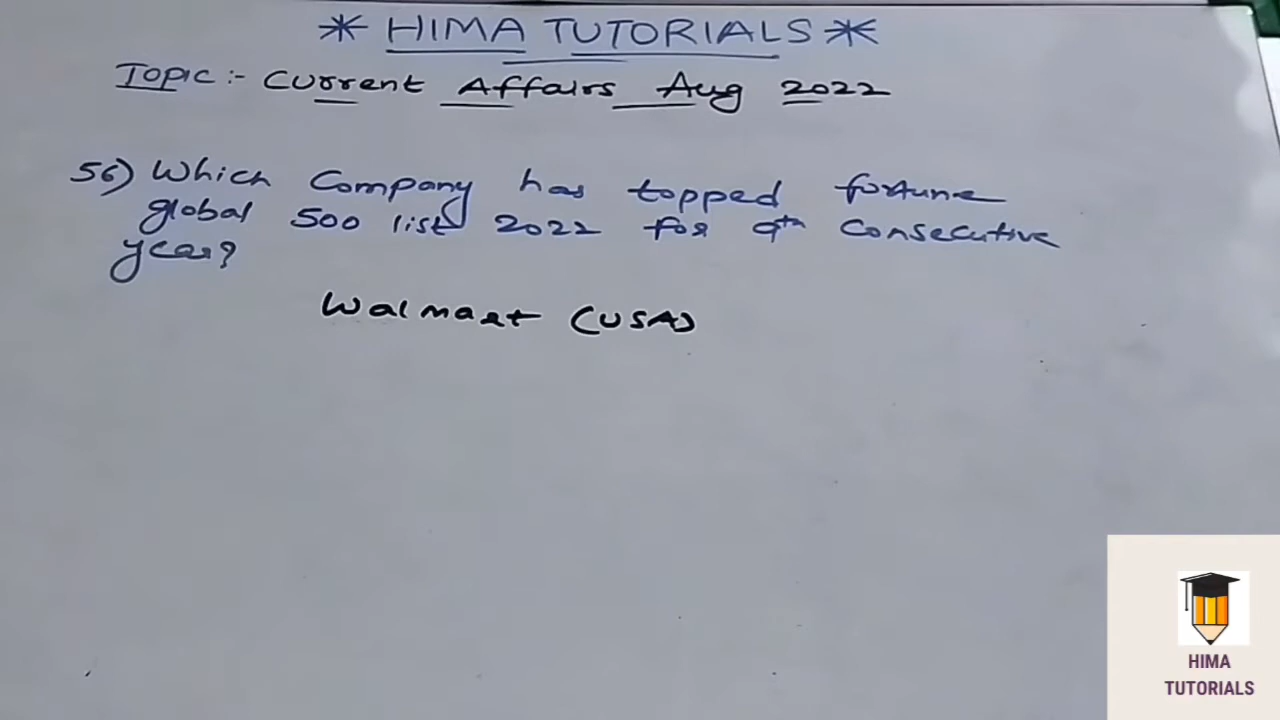 * HIMA TUTORIALS *
Topic:- Current Affairs Aug 2022
56) Which Company has topped fortune
global 500 list 2022 for 9th Consecutive
year?
Walmart (USA)
HIMA
TUTORIALS